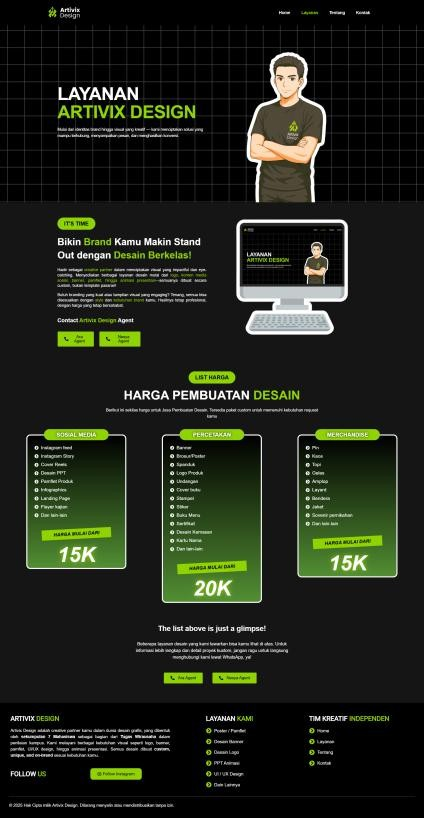 Artivix
Design
Home
Layanan
Tentang
Kontak
LAYANAN
ARTIVIX DESIGN
Mulai dari identitas brand hingga visual yang kreatif — kami menciptakan solusi yang
mampu terhubung, menyampaikan pesan, dan menghasilkan konversi.
Artivix
Design
IT'S TIME
Bikin Brand Kamu Makin Stand
Out dengan Desain Berkelas!
Hadir sebagai creative partner dalam menciptakan visual yang impactful dan eye-
catching. Menyediakan berbagai layanan desain mulai dari logo, konten media
sosial, banner, pamflet, hingga animasi presentasi—semuanya dibuat secara
custom, bukan template pasaran!
Butuh branding yang kuat atau tampilan visual yang engaging? Tenang, semua bisa
disesuaikan dengan style dan kebutuhan brand kamu. Hasilnya tetap profesional,
dengan harga yang tetap bersahabat.
Contact Artivix Design Agent
Ara
Agent
Naisya
Agent
LAYANAN
ARTIVIX DESIGN
LIST HARGA
HARGA PEMBUATAN DESAIN
Berikut ini sekilas harga untuk Jasa Pembuatan Desain, Tersedia paket custom untuk memenuhi kebutuhan request
kamu
SOSIAL MEDIA
Instagram feed
Instagram Story
Cover Reels
Desain PPT
Pamflet Produk
Infographics
Landing Page
Player kajian
Dan lain-lain
HARGA MULAI DARI
15K
PERCETAKAN
Banner
Brosur/Poster
Spanduk
Logo Produk
Undangan
Cover buku
Stempel
Stiker
Buku Menu
Sertifikat
Desain Kemasan
Kartu Nama
Dan lain-lain
HARGA MULAI DARI
20K
MERCHANDISE
Pin
Kaos
Topi
Gelas
Amplop
Layard
Bendera
Jaket
Sovenir pernikahan
Dan lain-lain
HARGA MULAI DARI
15K
The list above is just a glimpse!
Beberapa layanan desain yang kami tawarkan bisa kamu lihat di atas. Untuk
informasi lebih lengkap dan detail proyek kustom, jangan ragu untuk langsung
menghubungi kami lewat WhatsApp, ya!
Ara Agent
Naisya Agent
ARTIVIX DESIGN
Artivix Design adalah creative partner kamu dalam dunia desain grafis, yang dibentuk
oleh sekumpulan 7 Mahasiswa sebagai bagian dari Tugas Wirausaha dalam
penilaian kampus. Kami melayani berbagai kebutuhan visual seperti logo, banner,
pamflet, UI/UX design, hingga animasi presentasi. Semua desain dibuat custom,
unique, and on-brand sesuai kebutuhan kamu.
FOLLOW US
Follow Instagram
LAYANAN KAMI
Poster / Pamflet
Desain Banner
Desain Logo
PPT Animasi
UI / UX Design
Dan Lainnya
TIM KREATIF INDEPENDEN
Home
Layanan
Tentang
Kontak
© 2025 Hak Cipta milik Artivix Design. Dilarang menyalin atau mendistribusikan tanpa izin.